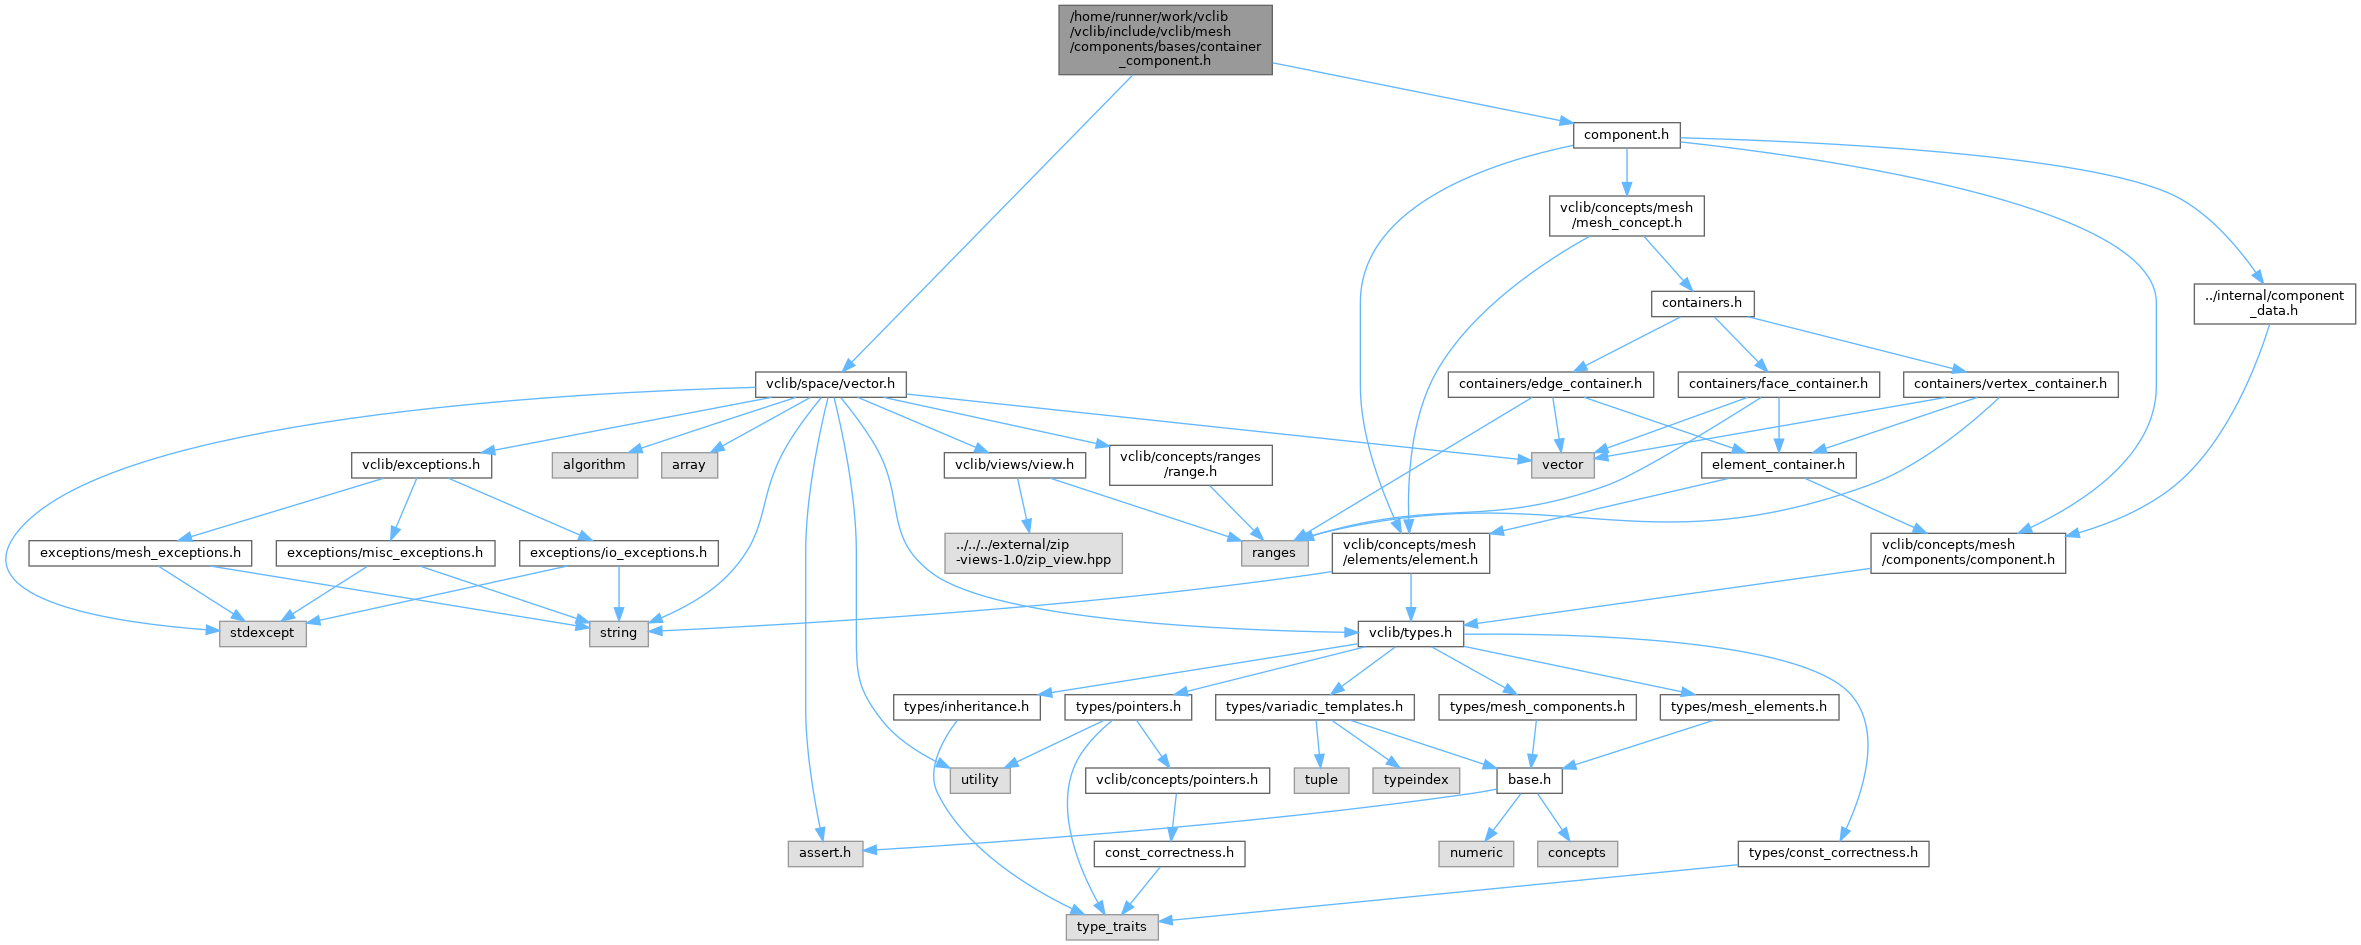 /home/runner/work/vclib
/vclib/include/vclib/mesh
/components/bases/container
_component.h
component.h
vclib/concepts/mesh
/mesh_concept.h
containers.h
../internal/component
_data.h
vclib/space/vector.h
containers/edge_container.h
containers/face_container.h
containers/vertex_container.h
vclib/exceptions.h
algorithm
array
vclib/views/view.h
vclib/concepts/ranges
/range.h
vector
element_container.h
exceptions/mesh_exceptions.h
exceptions/misc_exceptions.h
exceptions/io_exceptions.h
../../../external/zip
-views-1.0/zip_view.hpp
ranges
vclib/concepts/mesh
/elements/element.h
vclib/concepts/mesh
/components/component.h
stdexcept
string
vclib/types.h
types/inheritance.h
types/pointers.h
types/variadic_templates.h
types/mesh_components.h
types/mesh_elements.h
utility
vclib/concepts/pointers.h
tuple
typeindex
base.h
assert.h
const_correctness.h
numeric
concepts
types/const_correctness.h
type_traits